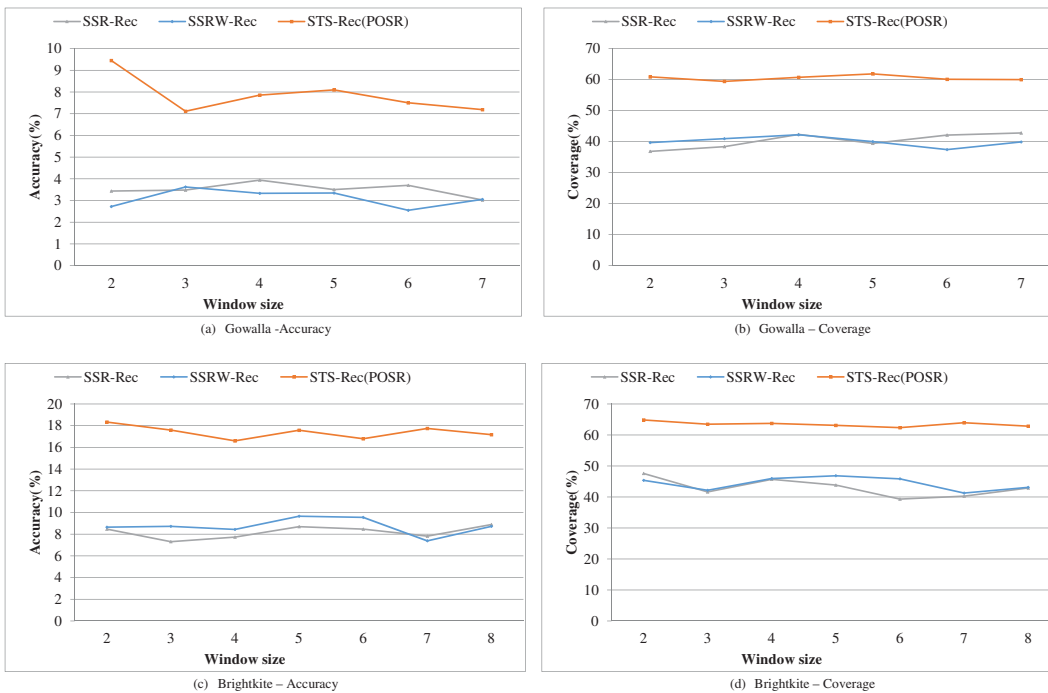 SSR-Rec SSRW-Rec STS-Rec(POSR)
10
9
8
7
6
5
4
3
2
1
0
Accuracy(%)
2 3 4 5 6 7
Window size
(a) Gowalla -Accuracy
SSR-Rec SSRW-Rec STS-Rec(POSR)
70
60
50
40
30
20
10
0
Coverage(%)
2 3 4 5 6 7
Window size
(b) Gowalla – Coverage
SSR-Rec SSRW-Rec STS-Rec(POSR)
20
18
16
14
12
10
8
6
4
2
0
Accuracy(%)
2 3 4 5 6 7 8
Window size
(c) Brightkite – Accuracy
SSR-Rec SSRW-Rec STS-Rec(POSR)
70
60
50
40
30
20
10
0
Coverage(%)
2 3 4 5 6 7 8
Window size
(d) Brightkite – Coverage